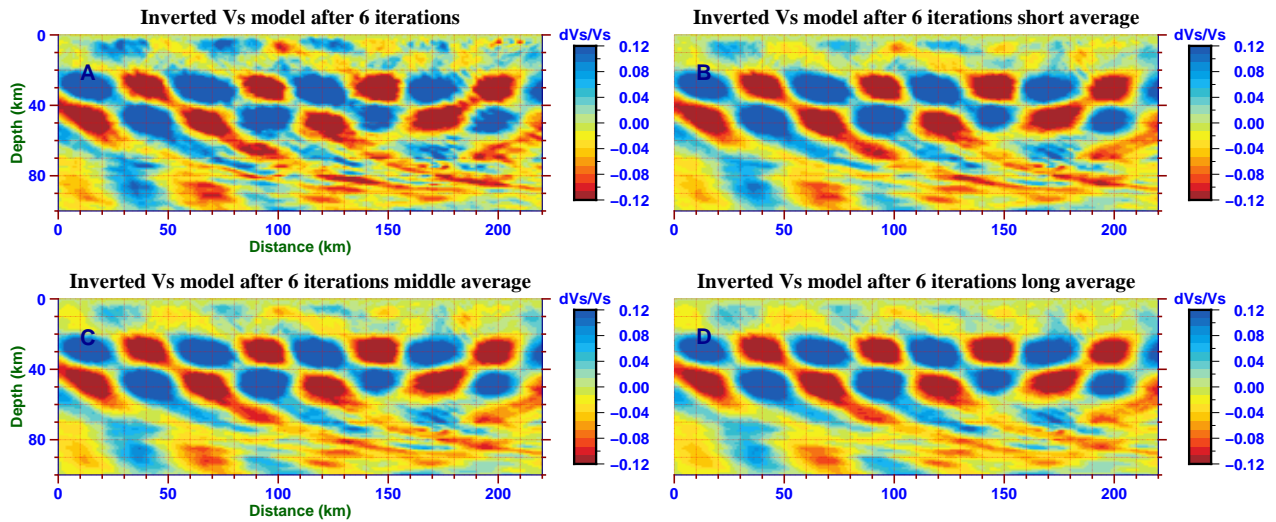 Inverted Vs model after 6 iterations
dVs/Vs
A
0
40
80
Depth (km)
0.12
0.08
0.04
0.00
−0.04
−0.08
−0.12
0 50 100 150 200
Distance (km)
Inverted Vs model after 6 iterations short average
dVs/Vs
B
0.12
0.08
0.04
0.00
−0.04
−0.08
−0.12
0 50 100 150 200
Inverted Vs model after 6 iterations middle average
dVs/Vs
C
0
40
80
Depth (km)
0.12
0.08
0.04
0.00
−0.04
−0.08
−0.12
0 50 100 150 200
Distance (km)
Inverted Vs model after 6 iterations long average
dVs/Vs
D
0.12
0.08
0.04
0.00
−0.04
−0.08
−0.12
0 50 100 150 200